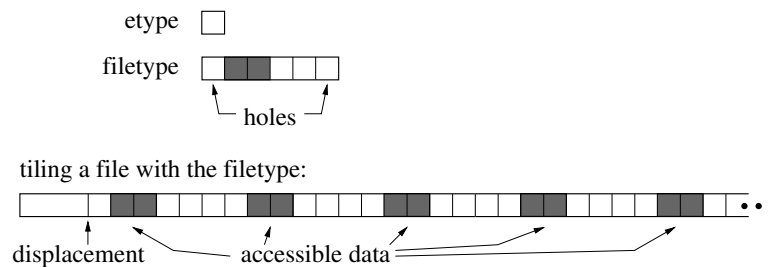 etype
filetype
holes
tiling a file with the filetype:
displacement
accessible data